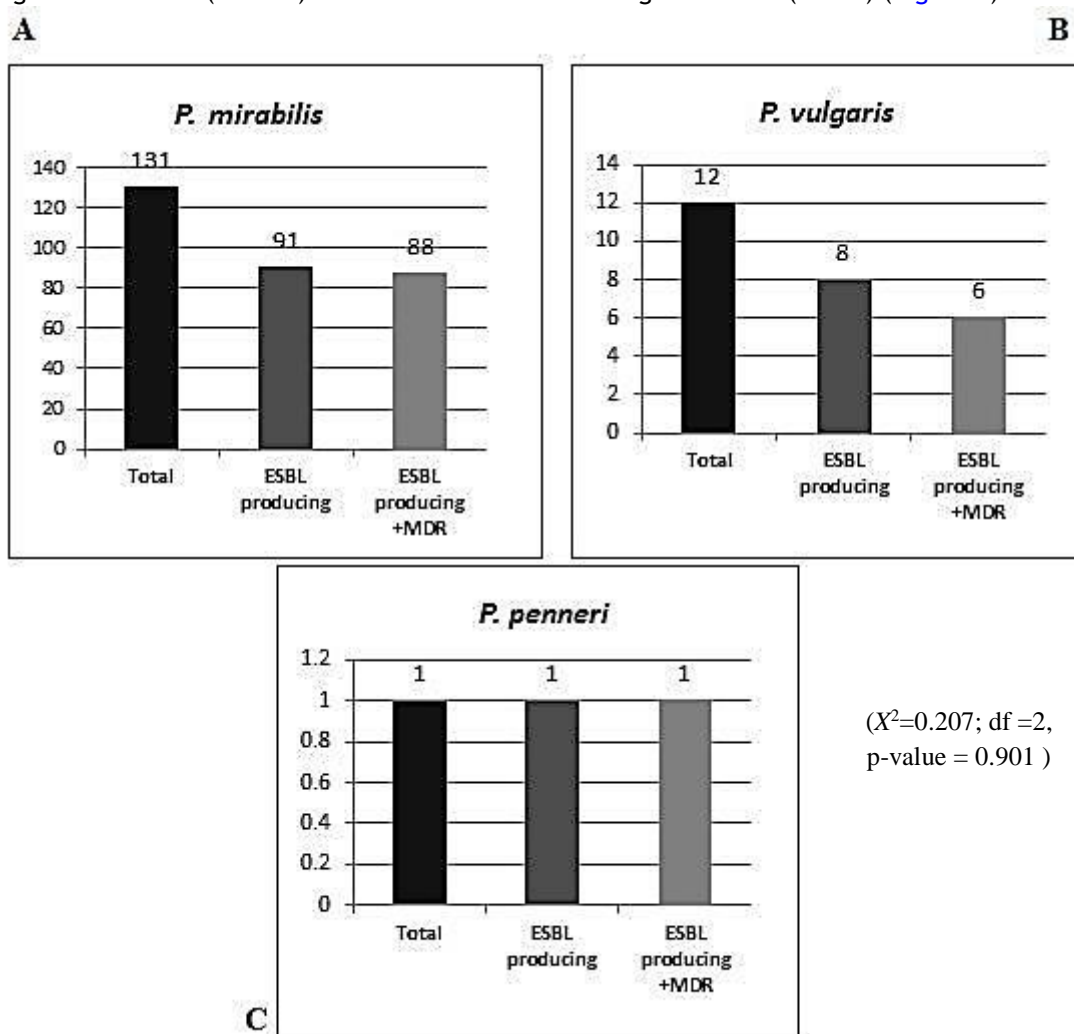 A
B
P. mirabilis
140
120
100
80
60
40
20
0
131
91
88
Total
ESBL
producing
ESBL
producing
+MDR
P. vulgaris
14
12
10
8
6
4
2
0
12
8
6
Total
ESBL
producing
ESBL
producing
+MDR
P. penneri
1.2
1
0.8
0.6
0.4
0.2
0
1
1
1
Total
ESBL
producing
ESBL
producing
+MDR
(X²=0.207; df =2,
p-value = 0.901 )
C